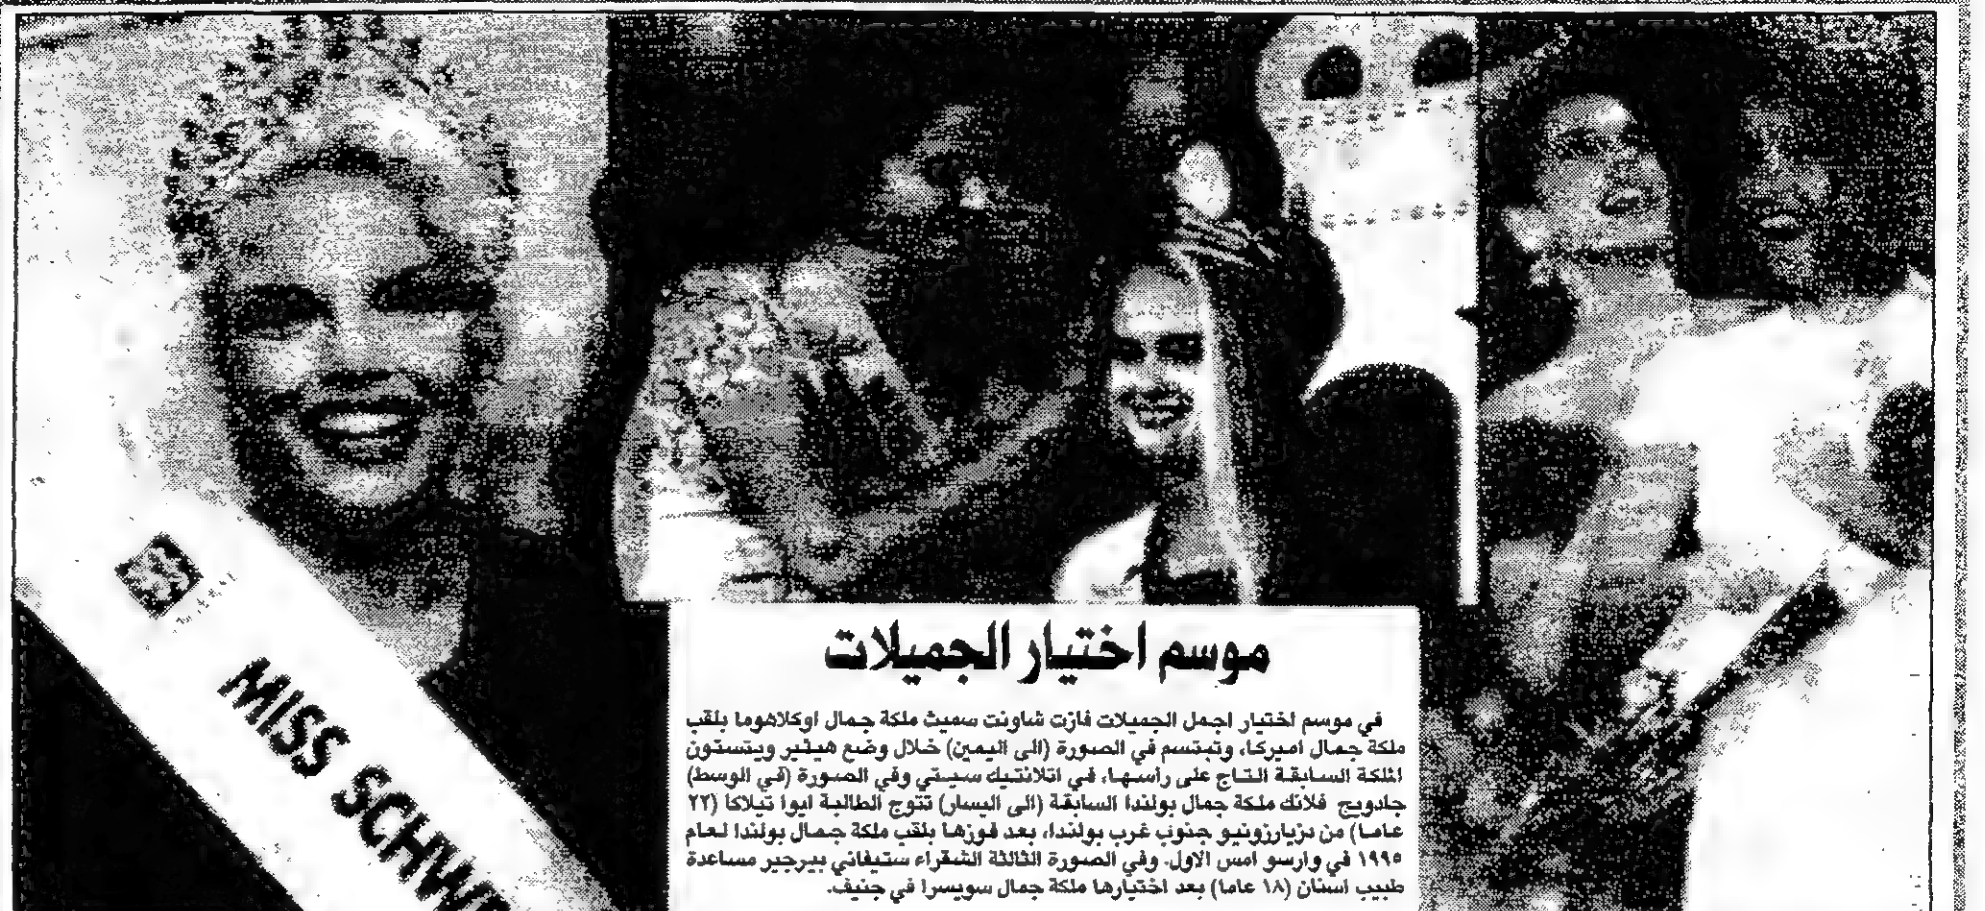 موسم اختيار الجميلات
في موسم اختيار اجمل الجميلات فازت شاونت سميث ملكة جمال اوكلاهوما بلقب
ملكة جمال اميركا، وتبتسم في الصورة (الى اليمين) خلال وضع هيثير ويتستون
الملكة السابقة التاج على راسها، في اتلانتيك سيتي وفي الصورة (في الوسط)
جادويج فلانك ملكة جمال بولندا السابقة (الى اليسار) تتوج الطالبة ايوا تيلاكا (٢٢
عاما) من دزيارزونيو جنوب غرب بولندا، بعد فوزها بلقب ملكة جمال بولندا لعام
١٩٩٥ في وارسو امس الاول. وفي الصورة الثالثة الشقراء ستيفاني بيرجير مساعدة
طبيب اسنان (١٨ عاما) بعد اختيارها ملكة جمال سويسرا في جنيف.
MISS SCHWE